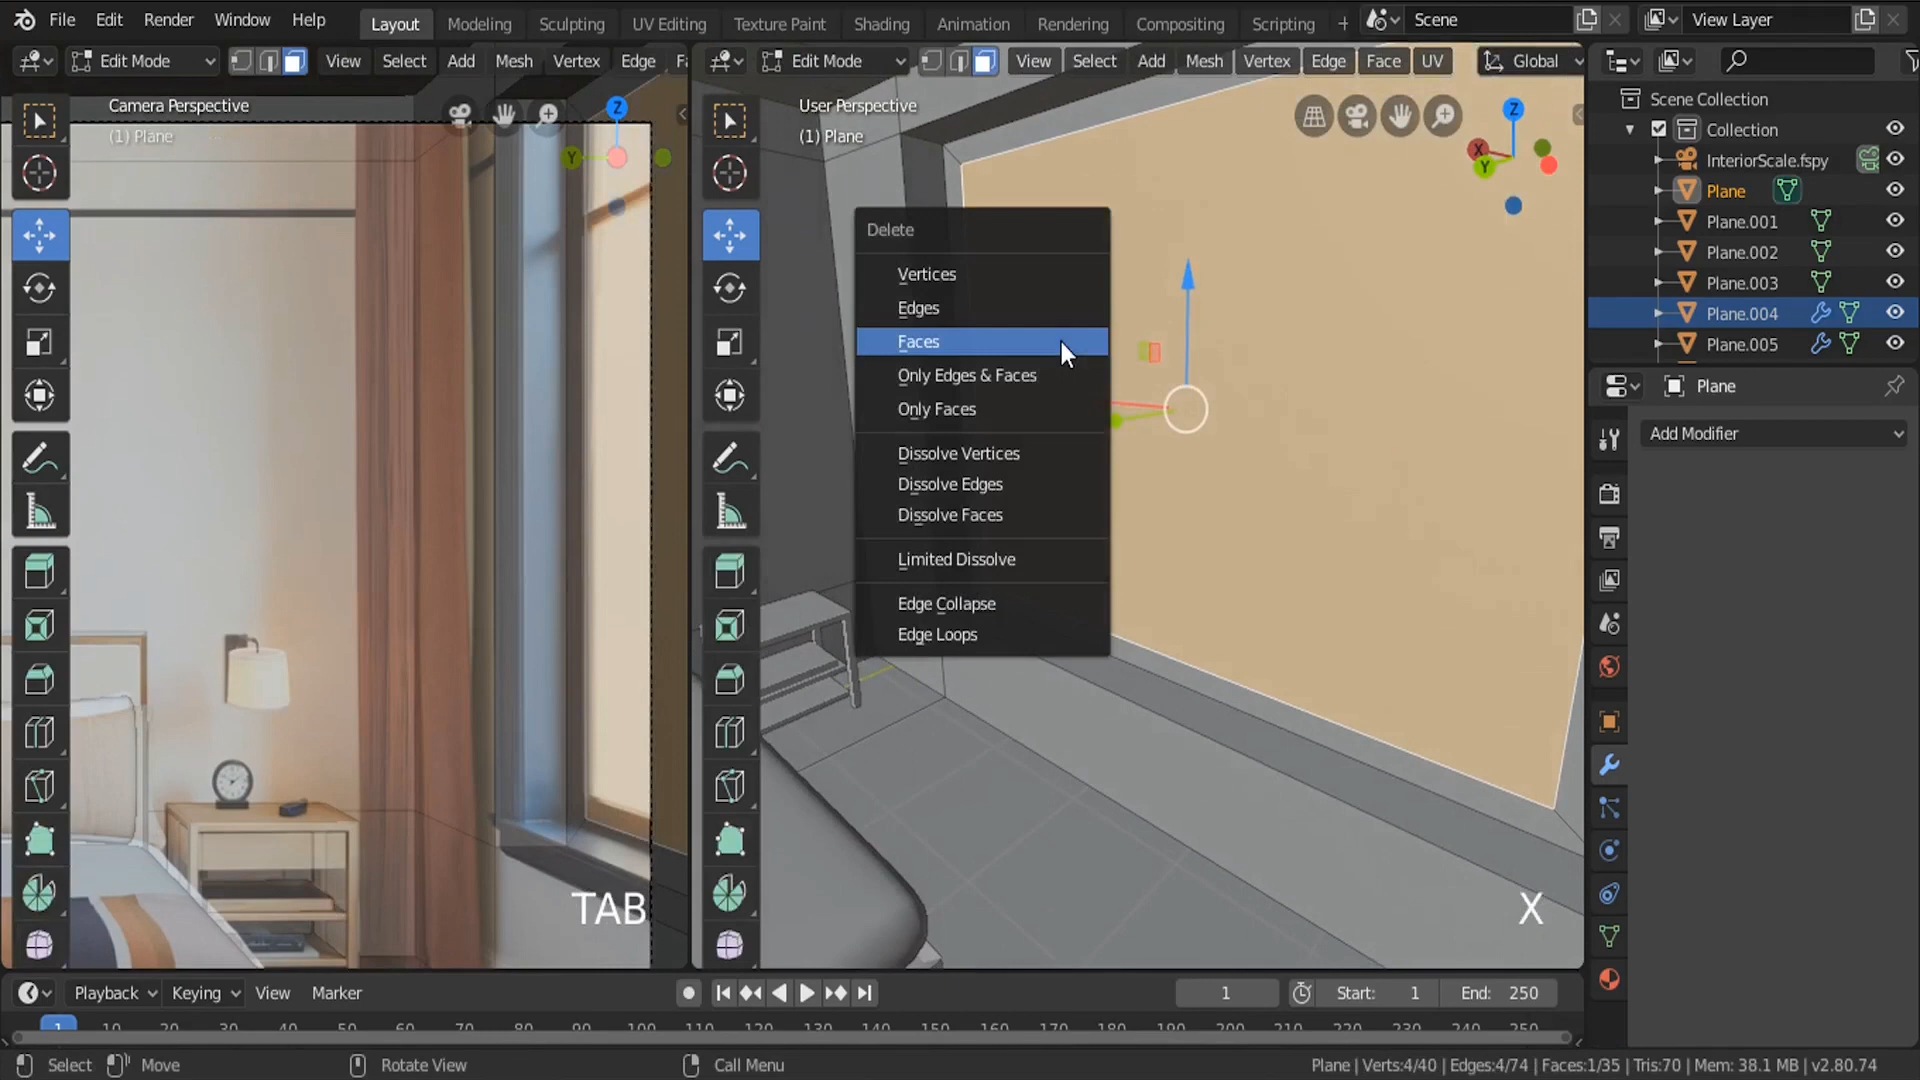 File Edit Render Window Help Layout Modeling Sculpting UV Editing Texture Paint Shading Animation Rendering Compositing Scripting + Scene View Layer
Edit Mode View Select Add Mesh Vertex Edge Fa
Edit Mode View Select Add Mesh Vertex Edge Face UV Global
Camera Perspective
(1) Plane
User Perspective
(1) Plane
Z
Y
Z
X
Y
Scene Collection
Collection
InteriorScale.fspy
Plane
Plane.001
Plane.002
Plane.003
Plane.004
Plane.005
Plane
Add Modifier
Delete
Vertices
Edges
Faces
Only Edges & Faces
Only Faces
Dissolve Vertices
Dissolve Edges
Dissolve Faces
Limited Dissolve
Edge Collapse
Edge Loops
TAB
X
Playback Keying View Marker 1 Start: 1 End: 250
1 10 20 30 40 50 60 70 80 90 100 110 120 130 140 150 160 170 180 190 200 210 220 230 240 250
Select Move Rotate View Call Menu Plane | Verts:4/40 | Edges:4/74 | Faces:1/35 | Tris:70 | Mem: 38.1 MB | v2.80.74